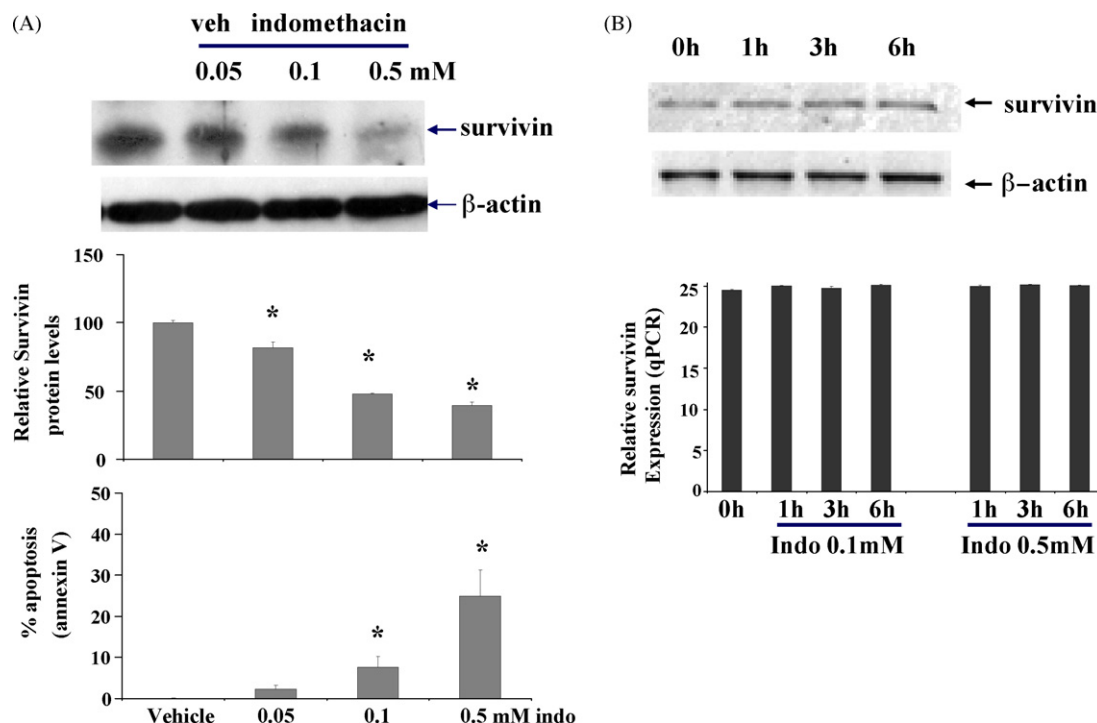 (A)
veh indomethacin
0.05 0.1 0.5 mM
survivin
β-actin
150
100
50
0
Relative Survivin
protein levels
* * *
50
40
30
20
10
0
% apoptosis
(annexin V)
* *
Vehicle 0.05 0.1 0.5 mM indo
(B)
0h 1h 3h 6h
survivin
β-actin
25
20
15
10
5
0
Relative survivin
Expression (qPCR)
0h 1h 3h 6h 1h 3h 6h
Indo 0.1mM Indo 0.5mM